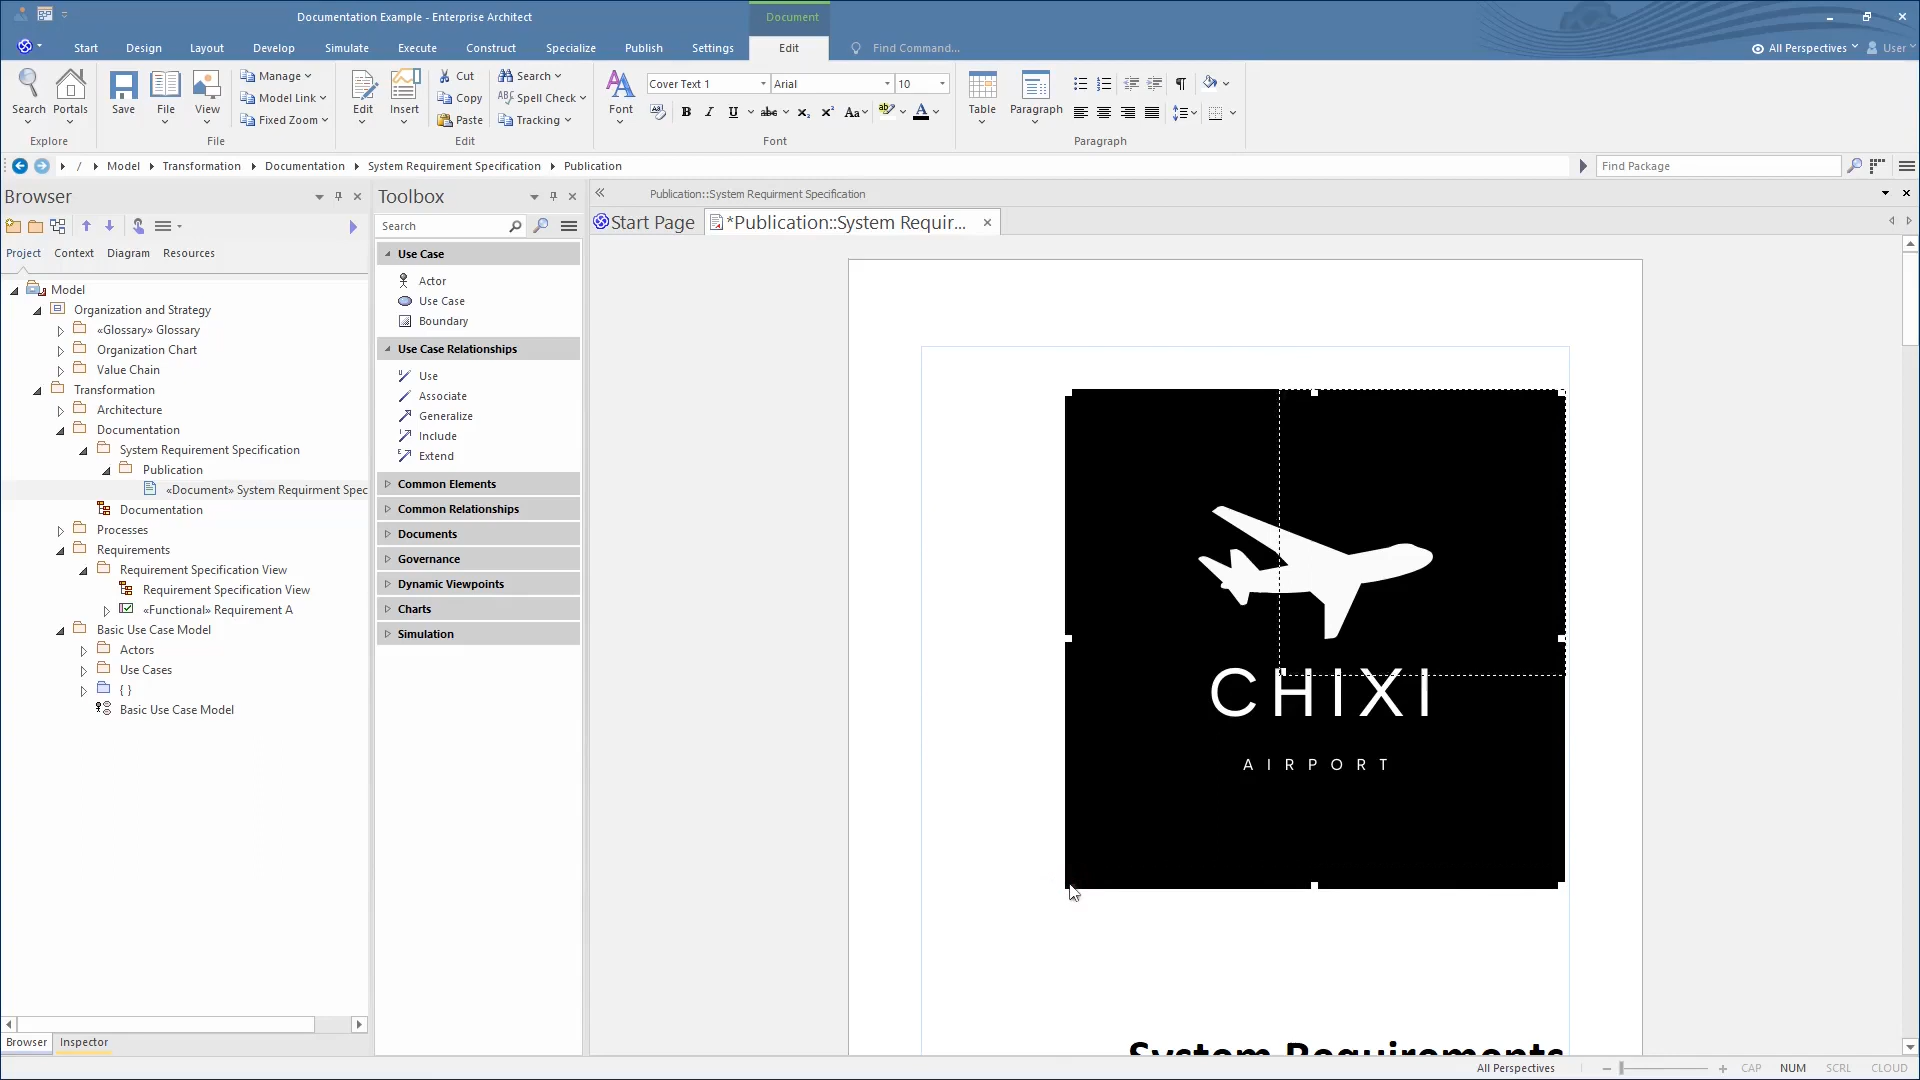 Documentation Example - Enterprise Architect
Document
Start Design Layout Develop Simulate Execute Construct Specialize Publish Settings Edit Find Command... All Perspectives User
Search Portals Save File View Manage Model Link Fixed Zoom Edit Insert Cut Copy Paste Search Spell Check Tracking Font Cover Text 1 Arial 10 Table Paragraph
Explore File Edit Font Paragraph
/ Model Transformation Documentation System Requirement Specification Publication Find Package
Browser
Project Context Diagram Resources
Model
Organization and Strategy
«Glossary» Glossary
Organization Chart
Value Chain
Transformation
Architecture
Documentation
System Requirement Specification
Publication
«Document» System Requirment Spec
Documentation
Processes
Requirements
Requirement Specification View
Requirement Specification View
«Functional» Requirement A
Basic Use Case Model
Actors
Use Cases
{ }
Basic Use Case Model
Browser Inspector
Toolbox
Search
Use Case
Actor
Use Case
Boundary
Use Case Relationships
Use
Associate
Generalize
Include
Extend
Common Elements
Common Relationships
Documents
Governance
Dynamic Viewpoints
Charts
Simulation
Publication::System Requirment Specification
Start Page *Publication::System Requir...
CHIXI
AIRPORT
System Requirements
All Perspectives CAP NUM SCRL CLOUD